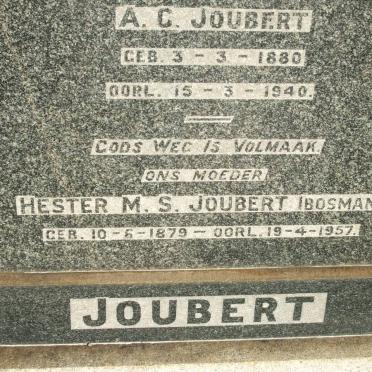 A. C. JOUBERT
GEB. 3 - 3 - 1880
OORL. 15 - 3 - 1940.
GODS WEG IS VOLMAAK.
ONS MOEDER
HESTER M. S. JOUBERT (BOSMAN
GEB. 10-6-1879 — OORL. 19-4-1957.
JOUBERT